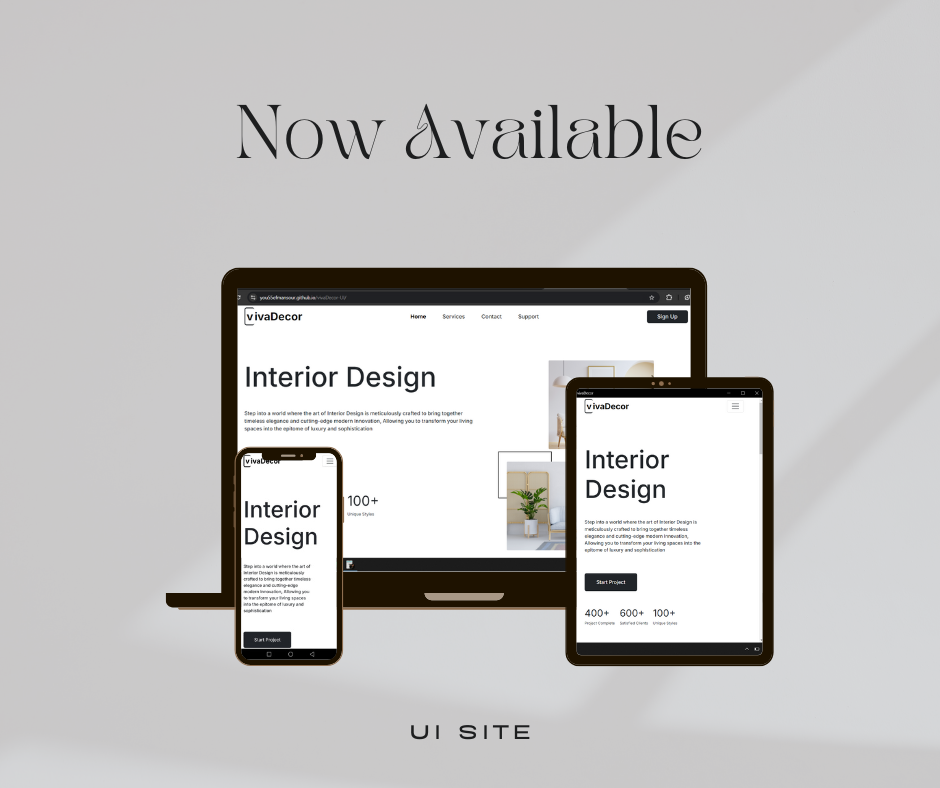 Now Available
youssefmansour.github.io/vivaDecor-UI/
vivaDecor
Home Services Contact Support
Sign Up
Interior Design
Step into a world where the art of Interior Design is meticulously crafted to bring together
timeless elegance and cutting-edge modern innovation, Allowing you to transform your living
spaces into the epitome of luxury and sophistication
100+
Unique Styles
vivaDecor
Interior
Design
Step into a world where the art of
Interior Design is meticulously
crafted to bring together timeless
elegance and cutting-edge
modern innovation, Allowing you
to transform your living spaces
into the epitome of luxury and
sophistication
Start Project
vivaDecor
vivaDecor
Interior
Design
Step into a world where the art of Interior Design is
meticulously crafted to bring together timeless
elegance and cutting-edge modern innovation,
Allowing you to transform your living spaces into the
epitome of luxury and sophistication
Start Project
400+ 600+ 100+
Project Complete Satisfied Clients Unique Styles
UI SITE